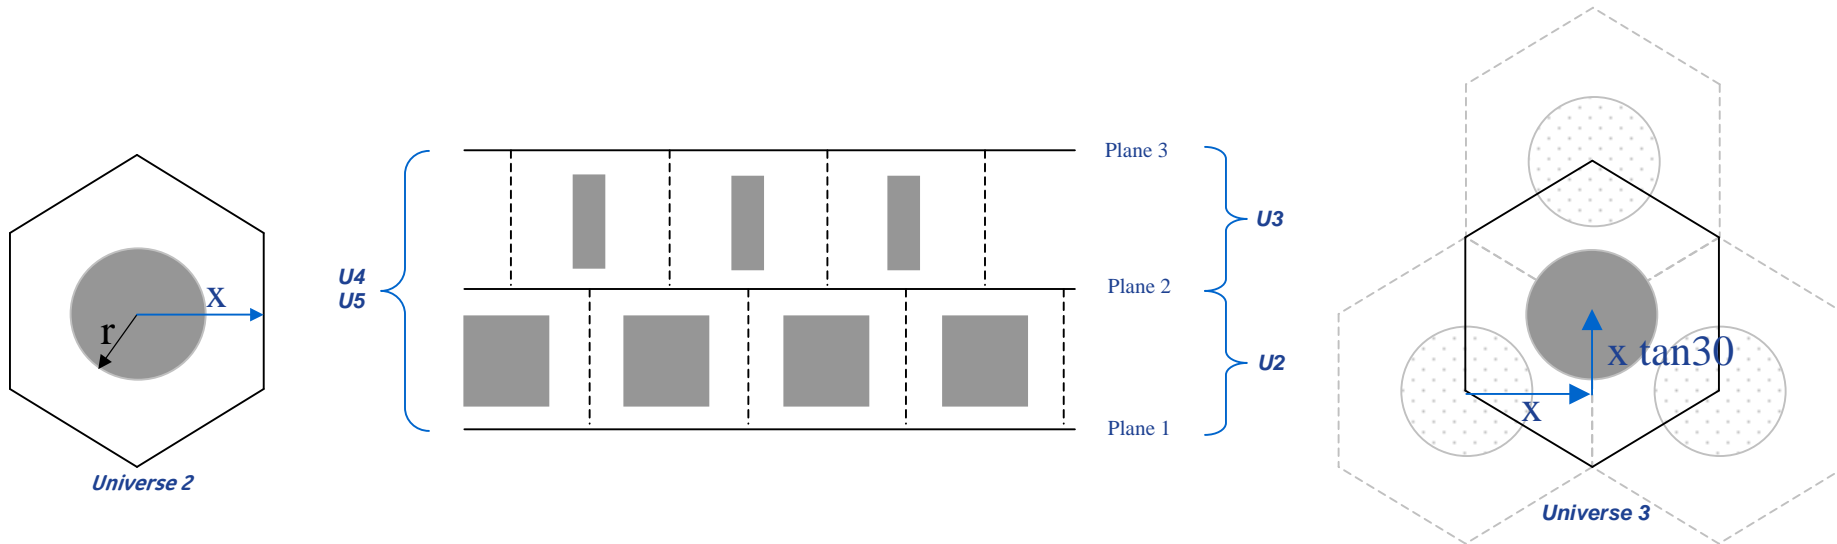 x
r
Universe 2
U4
U5
Plane 3
U3
Plane 2
U2
Plane 1
x tan30
x
Universe 3